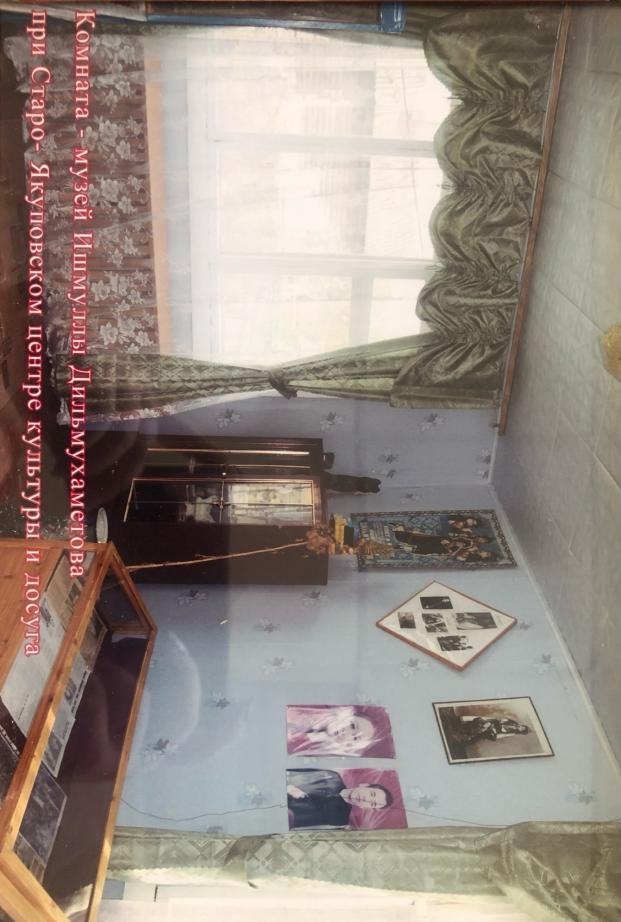 Комната - музей Ишмуллы Дильмухаметова
при Старо- Якуповском центре культуры и досуга